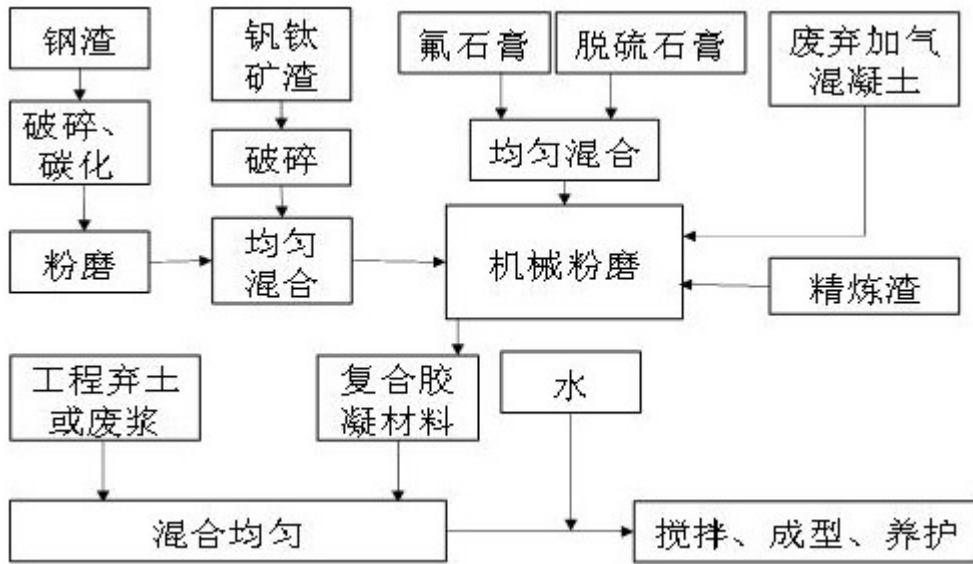 钢渣
钒钛
矿渣
氟石膏
脱硫石膏
废弃加气
混凝土
破碎、
碳化
破碎
均匀混合
粉磨
均匀
混合
机械粉磨
精炼渣
工程弃土
或废浆
复合胶
凝材料
水
混合均匀
搅拌、成型、养护